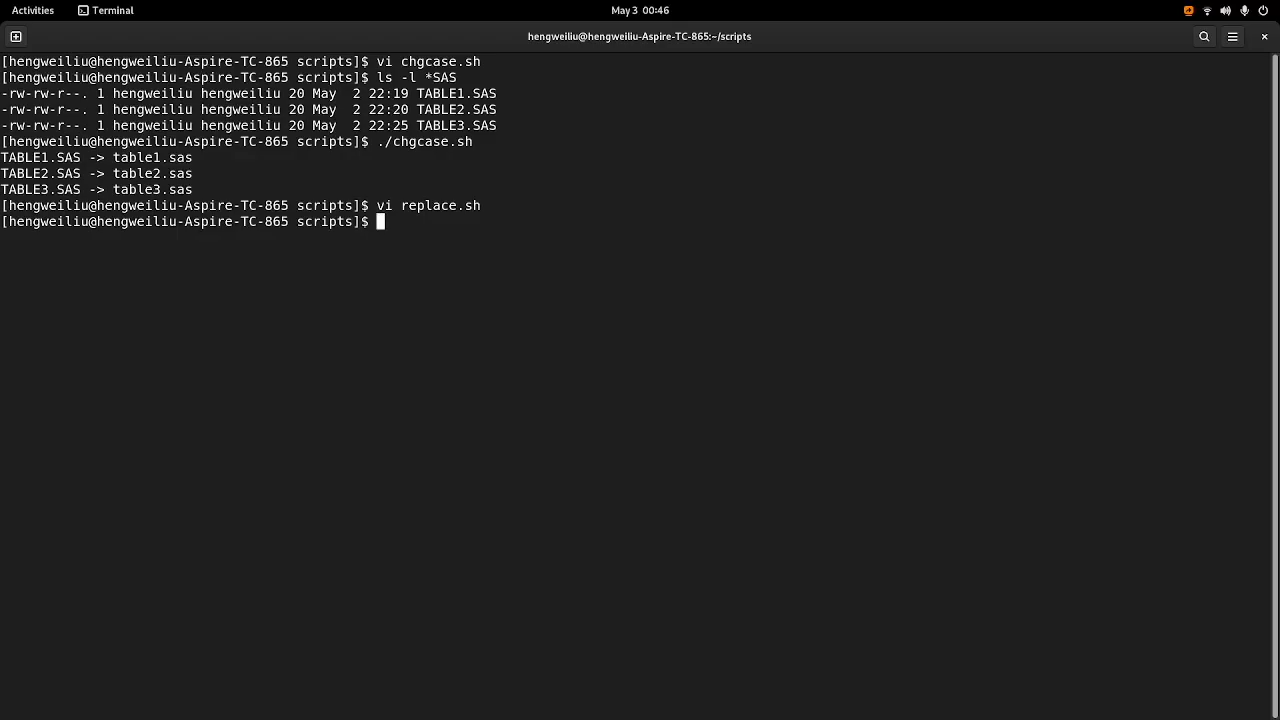 Activities Terminal May 3 00:46
hengweiliu@hengweiliu-Aspire-TC-865:~/scripts
[hengweiliu@hengweiliu-Aspire-TC-865 scripts]$ vi chgcase.sh
[hengweiliu@hengweiliu-Aspire-TC-865 scripts]$ ls -l *SAS
-rw-rw-r--. 1 hengweiliu hengweiliu 20 May  2 22:19 TABLE1.SAS
-rw-rw-r--. 1 hengweiliu hengweiliu 20 May  2 22:20 TABLE2.SAS
-rw-rw-r--. 1 hengweiliu hengweiliu 20 May  2 22:25 TABLE3.SAS
[hengweiliu@hengweiliu-Aspire-TC-865 scripts]$ ./chgcase.sh
TABLE1.SAS -> table1.sas
TABLE2.SAS -> table2.sas
TABLE3.SAS -> table3.sas
[hengweiliu@hengweiliu-Aspire-TC-865 scripts]$ vi replace.sh
[hengweiliu@hengweiliu-Aspire-TC-865 scripts]$